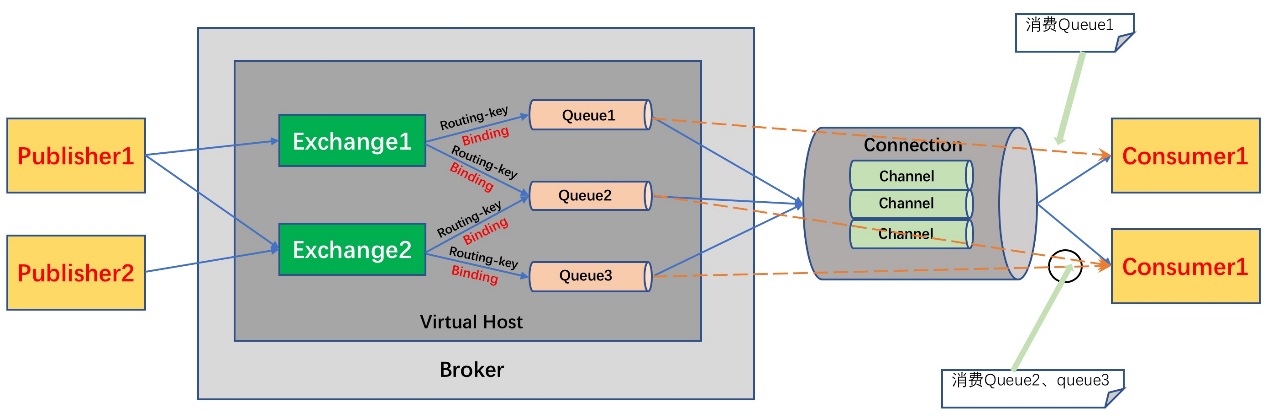 消费Queue1
Publisher1
Publisher2
Exchange1
Exchange2
Routing-key
Binding
Routing-key
Binding
Routing-key
Binding
Routing-key
Binding
Queue1
Queue2
Queue3
Virtual Host
Broker
Connection
Channel
Channel
Channel
Consumer1
Consumer1
消费Queue2、queue3